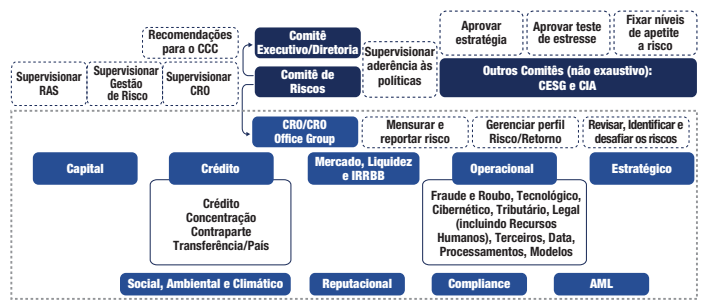 Recomendações
para o CCC
Comitê
Executivo/Diretoria
Supervisionar
aderência às
políticas
Aprovar
estratégia
Aprovar teste
de estresse
Fixar níveis
de apetite
a risco
Supervisionar
RAS
Supervisionar
Gestão
de Risco
Supervisionar
CRO
Comitê de
Riscos
Outros Comitês (não exaustivo):
CESG e CIA
CRO/CRO
Office Group
Mensurar e
reportar risco
Gerenciar perfil
Risco/Retorno
Revisar, Identificar e
desafiar os riscos
Capital
Crédito
Mercado, Liquidez
e IRRBB
Operacional
Estratégico
Crédito
Concentração
Contraparte
Transferência/País
Fraude e Roubo, Tecnológico,
Cibernético, Tributário, Legal
(incluindo Recursos
Humanos), Terceiros, Data,
Processamentos, Modelos
Social, Ambiental e Climático
Reputacional
Compliance
AML